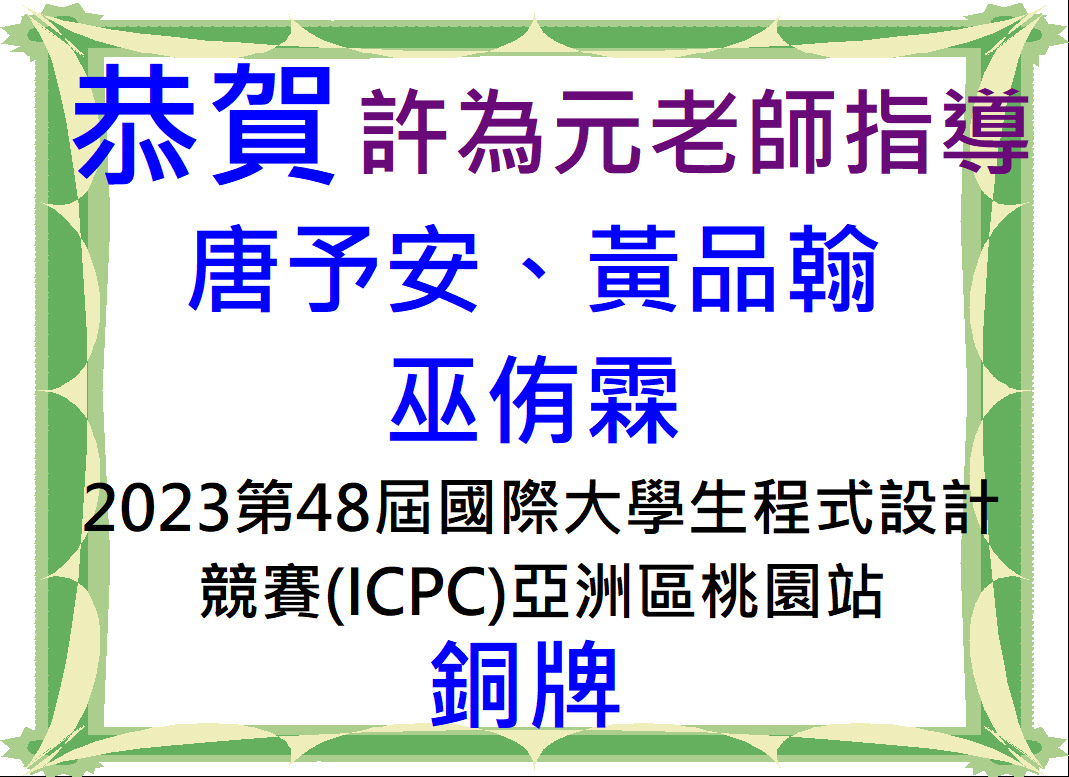 恭賀 許為元老師指導
唐予安、黃品翰
巫侑霖
2023第48屆國際大學生程式設計
競賽(ICPC)亞洲區桃園站
銅牌